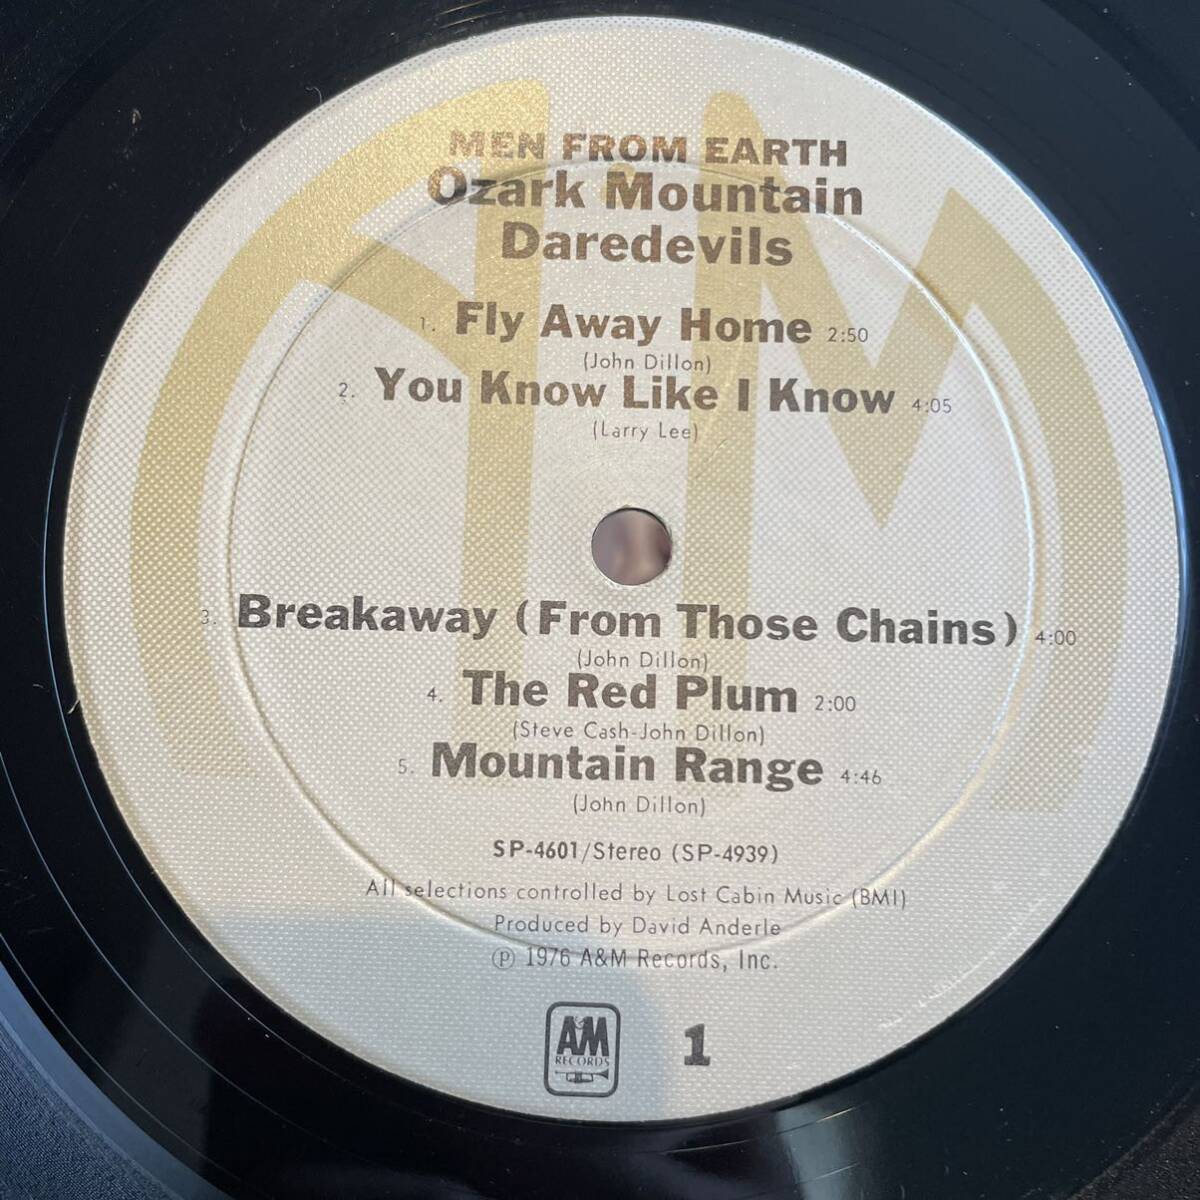 MEN FROM EARTH
Ozark Mountain
Daredevils
1. Fly Away Home 2:50
(John Dillon)
2. You Know Like I Know 4:05
(Larry Lee)
3. Breakaway (From Those Chains) 4:00
(John Dillon)
4. The Red Plum 2:00
(Steve Cash-John Dillon)
5. Mountain Range 4:46
(John Dillon)
SP-4601/Stereo (SP-4939)
All selections controlled by Lost Cabin Music (BMI)
Produced by David Anderle
℗ 1976 A&M Records, Inc.
A&M
RECORDS
1